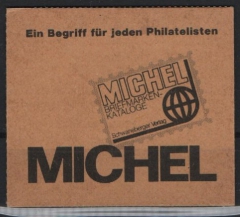 Ein Begriff für jeden Philatelisten
MICHEL
BRIEFMARKEN-
KATALOGE
Schwaneberger Verlag
MICHEL